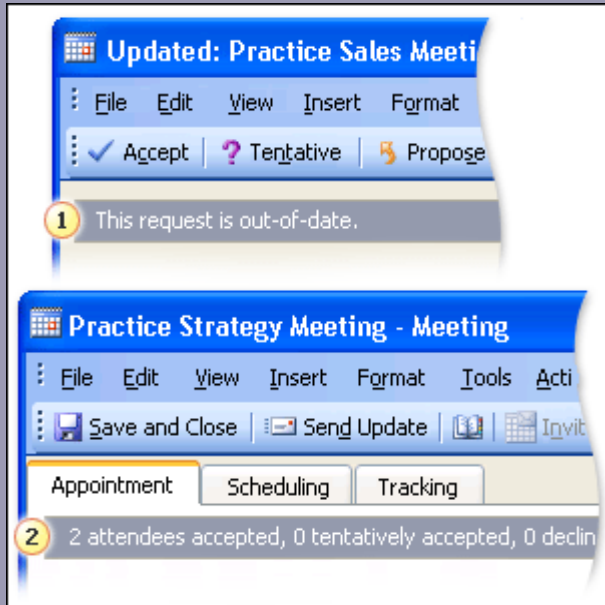 Updated: Practice Sales Meeti
File Edit View Insert Format
Accept ? Tentative Propose
1 This request is out-of-date.
Practice Strategy Meeting - Meeting
File Edit View Insert Format Tools Acti
Save and Close Send Update Invit
Appointment Scheduling Tracking
2 2 attendees accepted, 0 tentatively accepted, 0 declin